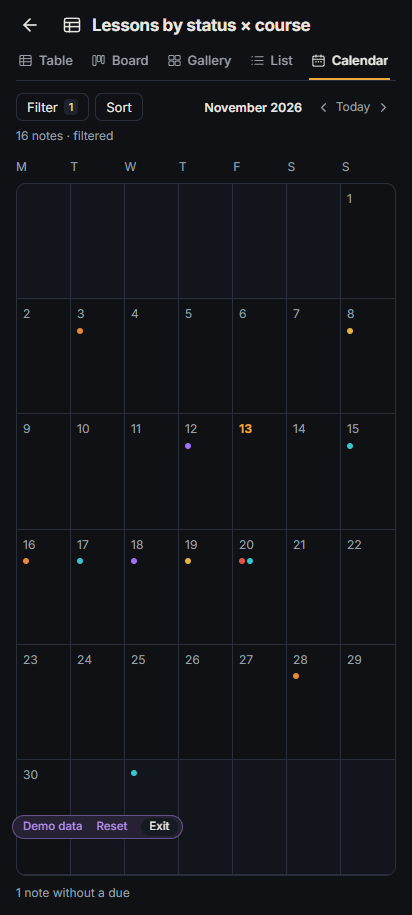 Lessons by status × course
Table Board Gallery List Calendar
Filter 1 Sort November 2026 Today
16 notes · filtered
M T W T F S S
1
2 3 4 5 6 7 8
9 10 11 12 13 14 15
16 17 18 19 20 21 22
23 24 25 26 27 28 29
30
Demo data Reset Exit
1 note without a due